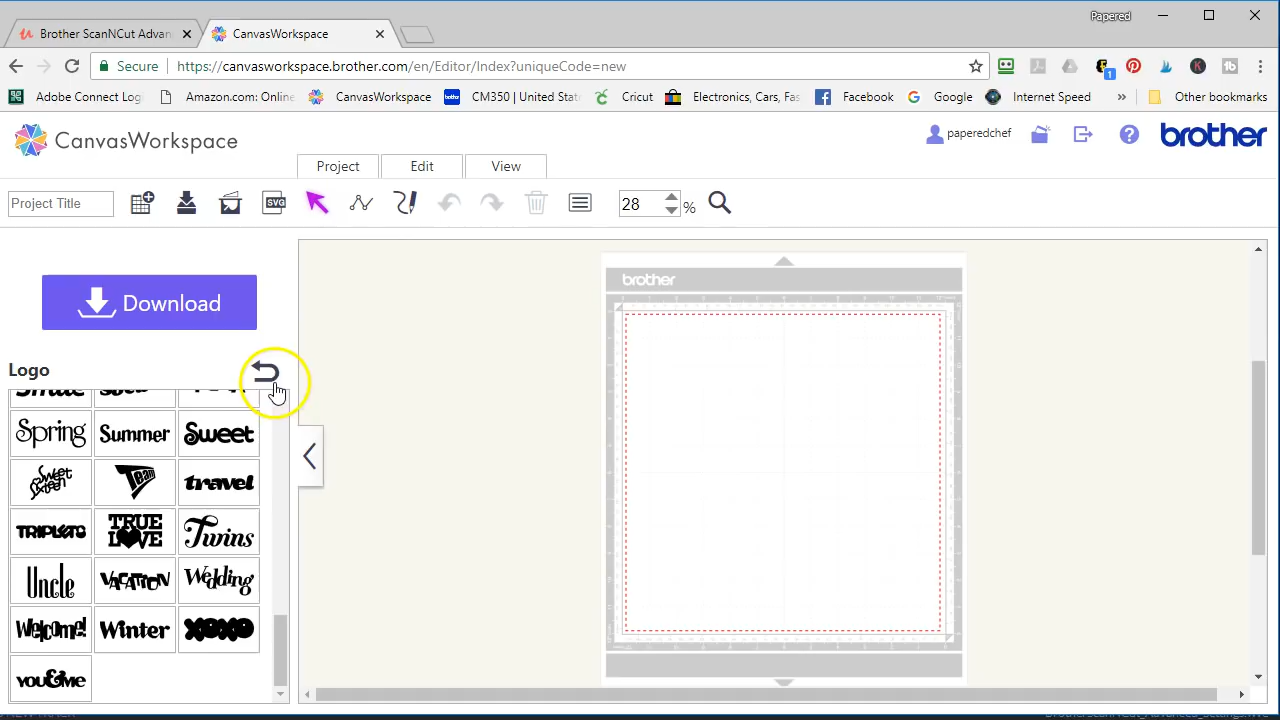 Papered
Brother ScanNCut Advan
CanvasWorkspace
Secure
https://canvasworkspace.brother.com/en/Editor/Index?uniqueCode=new
Adobe Connect Log
Amazon.com: Online
CanvasWorkspace
brother
CM350 | United Stat
Cricut
Electronics, Cars, Fas
Facebook
Google
Internet Speed
»
Other bookmarks
CanvasWorkspace
paperedchef
brother
Project
Edit
View
Project Title
SVG
28
%
Download
Logo
Spring
Summer
Sweet
Sweet Sixteen
Team
travel
TRIPLETS
TRUE LOVE
Twins
Uncle
VACATION
Wedding
Welcome!
Winter
XOXO
YOU&ME
brother